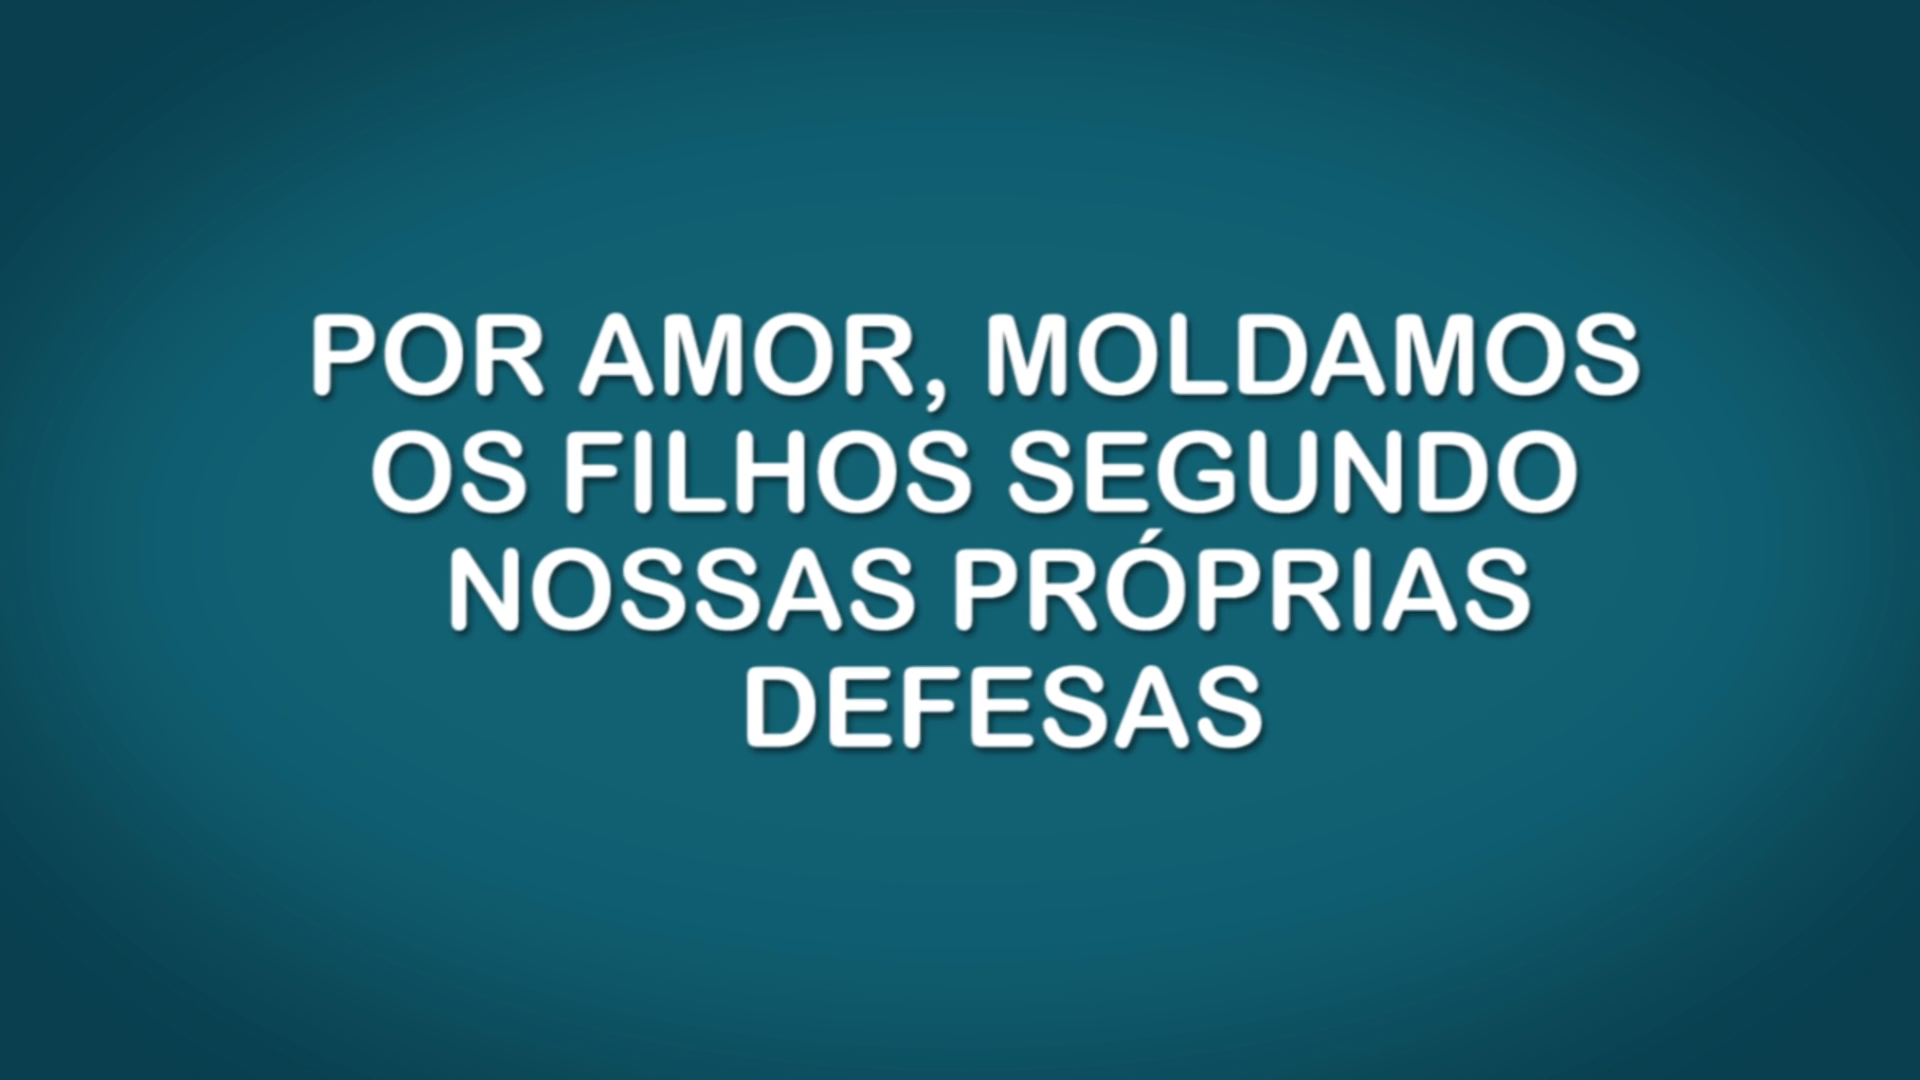 POR AMOR, MOLDAMOS
OS FILHOS SEGUNDO
NOSSAS PRÓPRIAS
DEFESAS